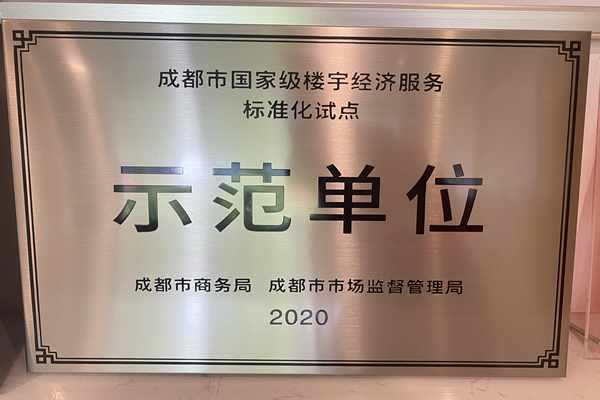 成都市国家级楼宇经济服务
标准化试点
示范单位
成都市商务局 成都市市场监督管理局
2020